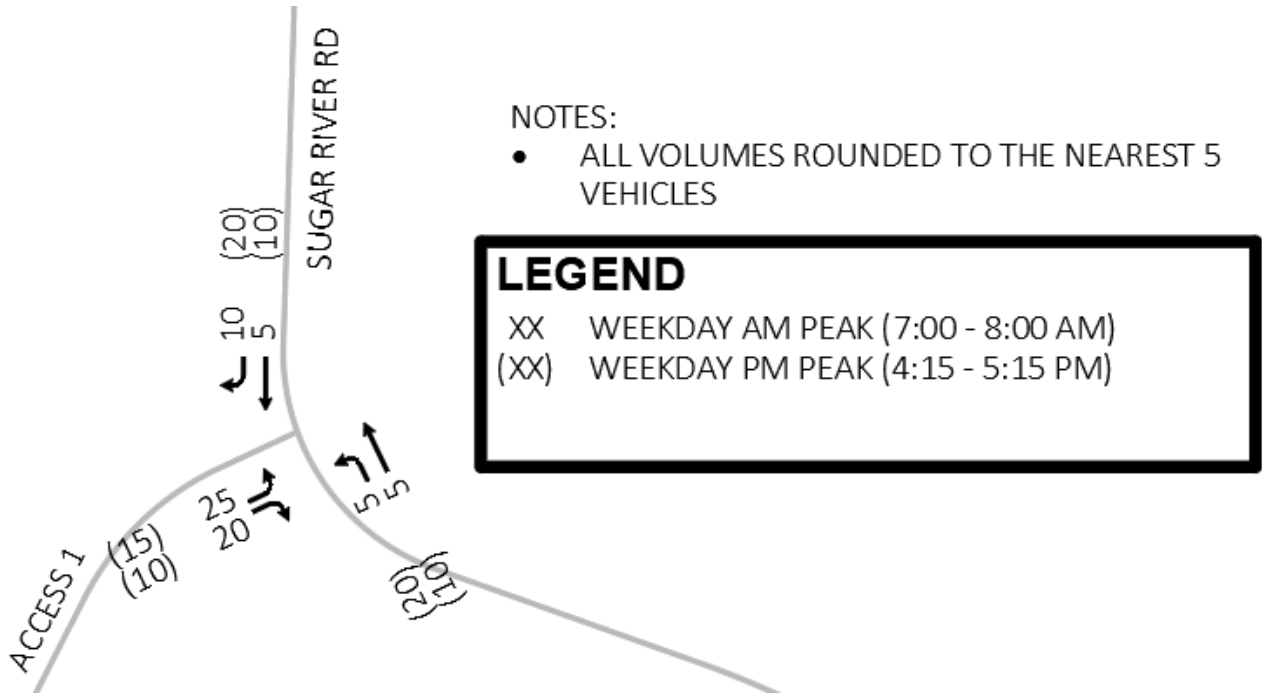 SUGAR RIVER RD
NOTES:
• ALL VOLUMES ROUNDED TO THE NEAREST 5
VEHICLES
(20)
(10)
LEGEND
XX WEEKDAY AM PEAK (7:00 - 8:00 AM)
(XX) WEEKDAY PM PEAK (4:15 - 5:15 PM)
10
5
25
20
5
5
(15)
(10)
(20)
(10)
ACCESS 1